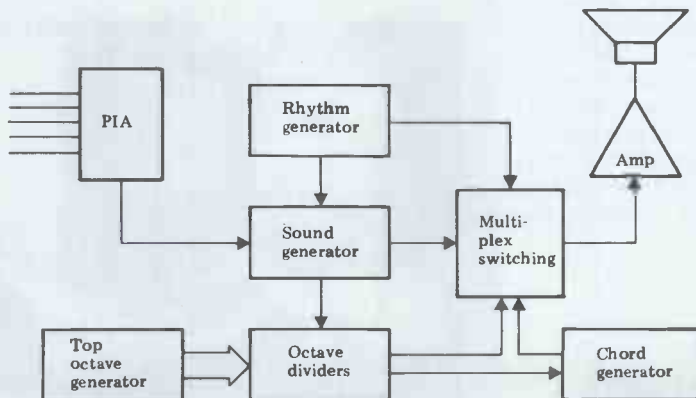 PIA
Rhythm
generator
Amp
Sound
generator
Multi-
plex
switching
Top
octave
generator
Octave
dividers
Chord
generator